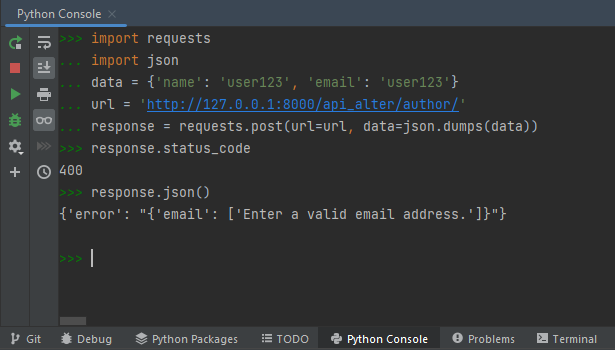 Python Console ×
>>> import requests
... import json
... data = {'name': 'user123', 'email': 'user123'}
... url = 'http://127.0.0.1:8000/api_alter/author/'
... response = requests.post(url=url, data=json.dumps(data))
>>> response.status_code
400
>>> response.json()
{'error': "{'email': ['Enter a valid email address.']}"}
>>>
Git Debug Python Packages TODO Python Console Problems Terminal